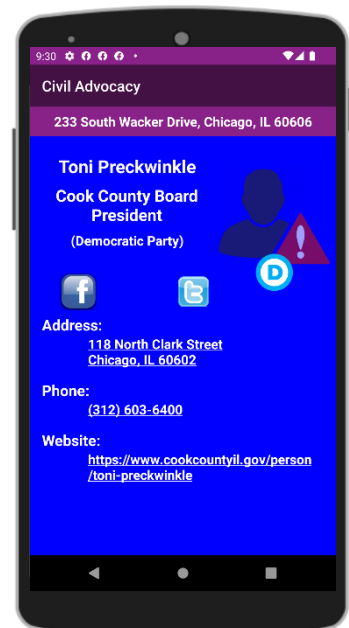 9:30
Civil Advocacy
233 South Wacker Drive, Chicago, IL 60606
Toni Preckwinkle
Cook County Board
President
(Democratic Party)
D
f
t
Address:
118 North Clark Street
Chicago, IL 60602
Phone:
(312) 603-6400
Website:
https://www.cookcountyil.gov/person
/toni-preckwinkle